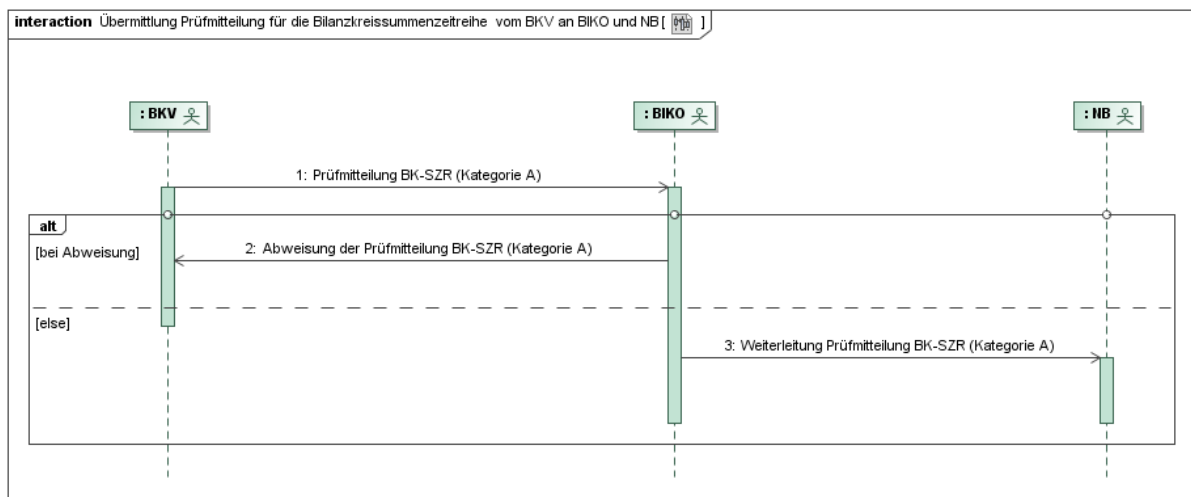 interaction Übermittlung Prüfmitteilung für die Bilanzkreissummenzeitreihe vom BKV an BIKO und NB [ ]
: BKV
: BIKO
: NB
1: Prüfmitteilung BK-SZR (Kategorie A)
alt
[bei Abweisung]
2: Abweisung der Prüfmitteilung BK-SZR (Kategorie A)
[else]
3: Weiterleitung Prüfmitteilung BK-SZR (Kategorie A)